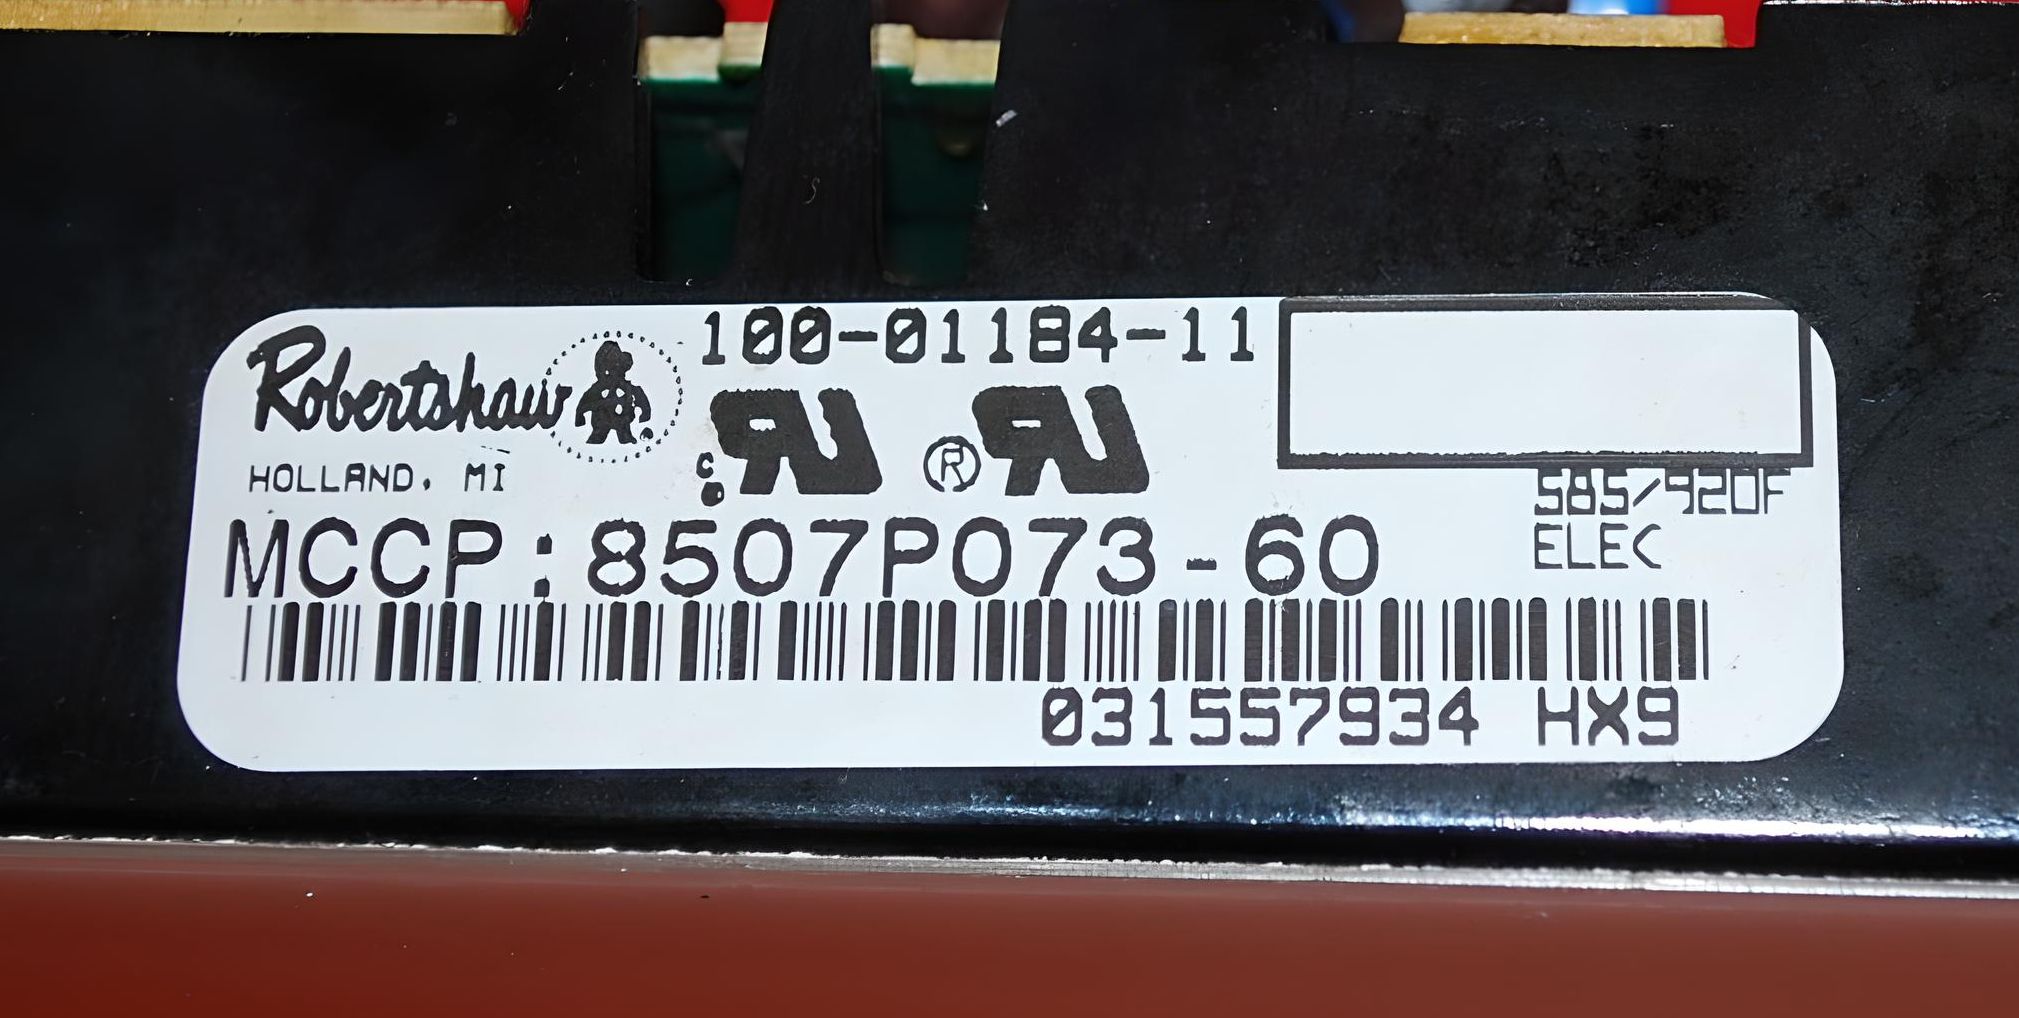 Robertshaw
100-01184-11
HOLLAND, MI
585/920F
ELEC
MCCP:8507P073-60
031557934 HX9